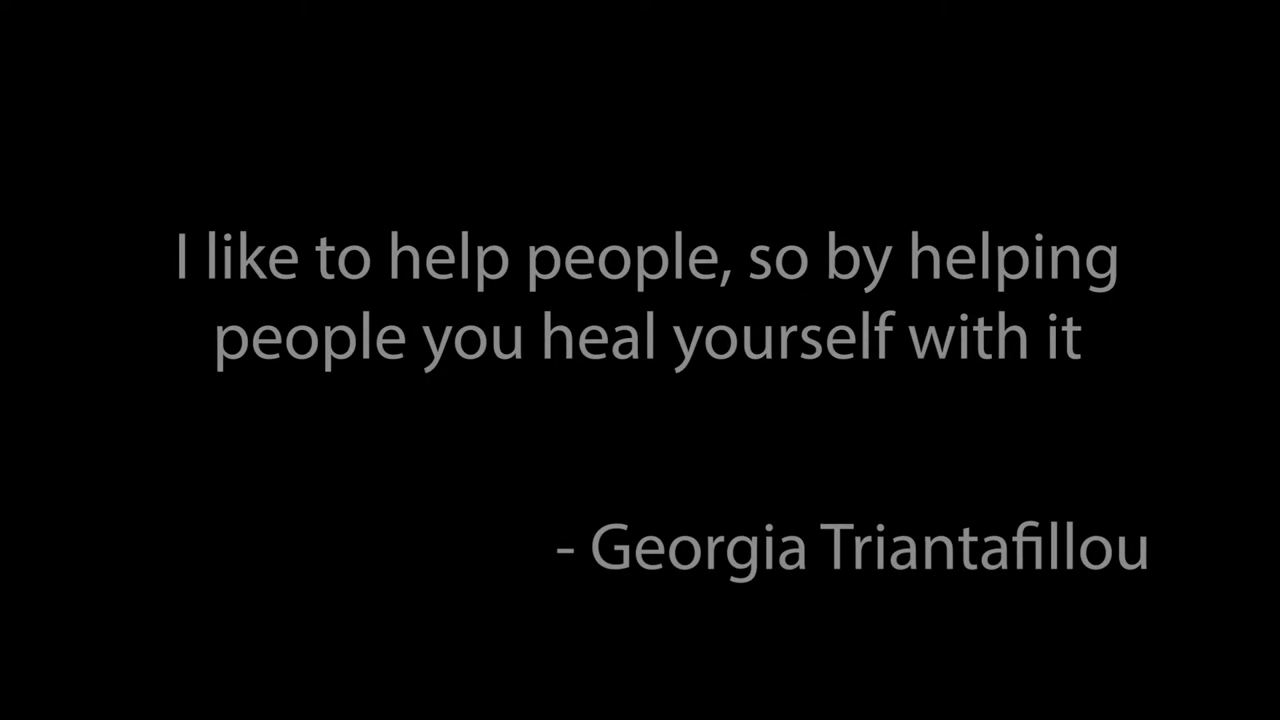 I like to help people, so by helping
people you heal yourself with it
- Georgia Triantafillou